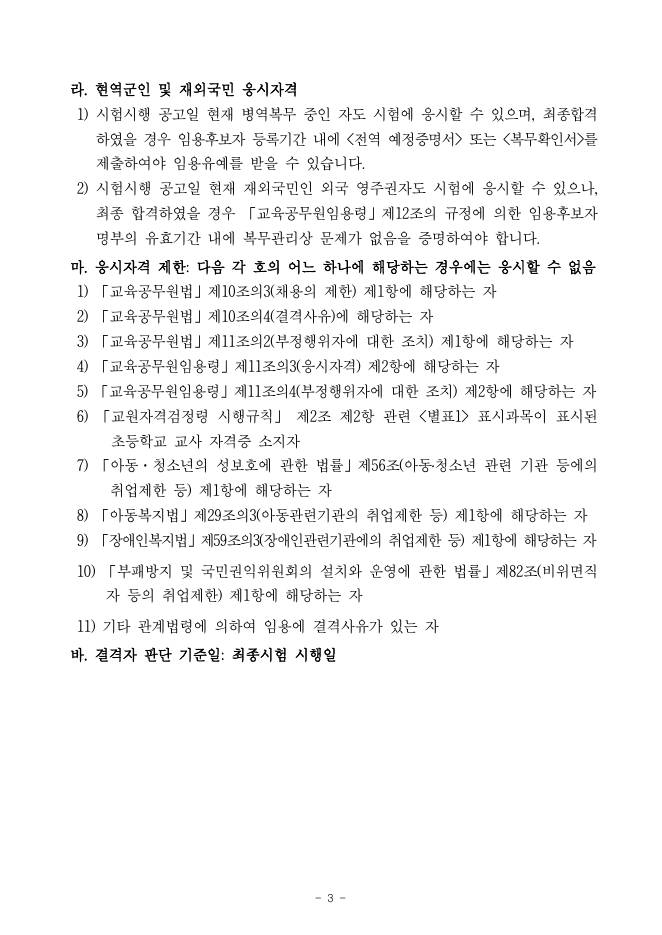 라. 현역군인 및 재외국민 응시자격
1) 시험시행 공고일 현재 병역복무 중인 자도 시험에 응시할 수 있으며, 최종합격
하였을 경우 임용후보자 등록기간 내에 <전역 예정증명서> 또는 <복무확인서>를
제출하여야 임용유예를 받을 수 있습니다.
2) 시험시행 공고일 현재 재외국민인 외국 영주권자도 시험에 응시할 수 있으나,
최종 합격하였을 경우 「교육공무원임용령」제12조의 규정에 의한 임용후보자
명부의 유효기간 내에 복무관리상 문제가 없음을 증명하여야 합니다.
마. 응시자격 제한: 다음 각 호의 어느 하나에 해당하는 경우에는 응시할 수 없음
1) 「교육공무원법」제10조의3(채용의 제한) 제1항에 해당하는 자
2) 「교육공무원법」제10조의4(결격사유)에 해당하는 자
3) 「교육공무원법」제11조의2(부정행위자에 대한 조치) 제1항에 해당하는 자
4) 「교육공무원임용령」제11조의3(응시자격) 제2항에 해당하는 자
5) 「교육공무원임용령」제11조의4(부정행위자에 대한 조치) 제2항에 해당하는 자
6) 「교원자격검정령 시행규칙」 제2조 제2항 관련 <별표1> 표시과목이 표시된
초등학교 교사 자격증 소지자
7) 「아동・청소년의 성보호에 관한 법률」제56조(아동·청소년 관련 기관 등에의
취업제한 등) 제1항에 해당하는 자
8) 「아동복지법」제29조의3(아동관련기관의 취업제한 등) 제1항에 해당하는 자
9) 「장애인복지법」제59조의3(장애인관련기관에의 취업제한 등) 제1항에 해당하는 자
10) 「부패방지 및 국민권익위원회의 설치와 운영에 관한 법률」제82조(비위면직
자 등의 취업제한) 제1항에 해당하는 자
11) 기타 관계법령에 의하여 임용에 결격사유가 있는 자
바. 결격자 판단 기준일: 최종시험 시행일
- 3 -